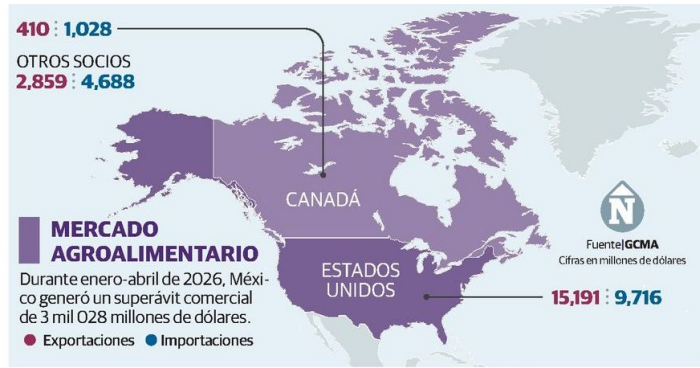 410 : 1,028
OTROS SOCIOS
2,859 : 4,688
CANADÁ
MERCADO
AGROALIMENTARIO
Durante enero-abril de 2026, Méxi-
co generó un superávit comercial
de 3 mil 028 millones de dólares.
Exportaciones Importaciones
ESTADOS
UNIDOS
N
Fuente|GCMA
Cifras en millones de dólares
15,191 : 9,716